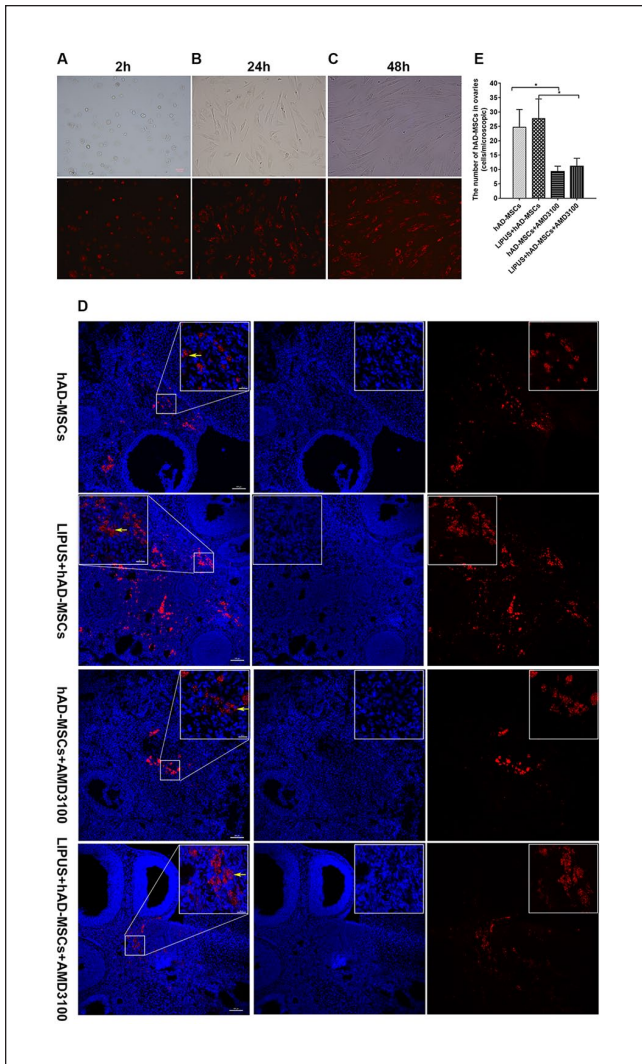 A 2h
B 24h
C 48h
E
The number of hAD-MSCs in ovaries
(cells/microscopic)
40
35
30
25
20
15
10
5
0
*
*
hAD-MSCs
LIPUS+hAD-MSCs
hAD-MSCs+AMD3100
LIPUS+hAD-MSCs+AMD3100
D
hAD-MSCs
LIPUS+hAD-MSCs
hAD-MSCs+AMD3100
LIPUS+hAD-MSCs+AMD3100